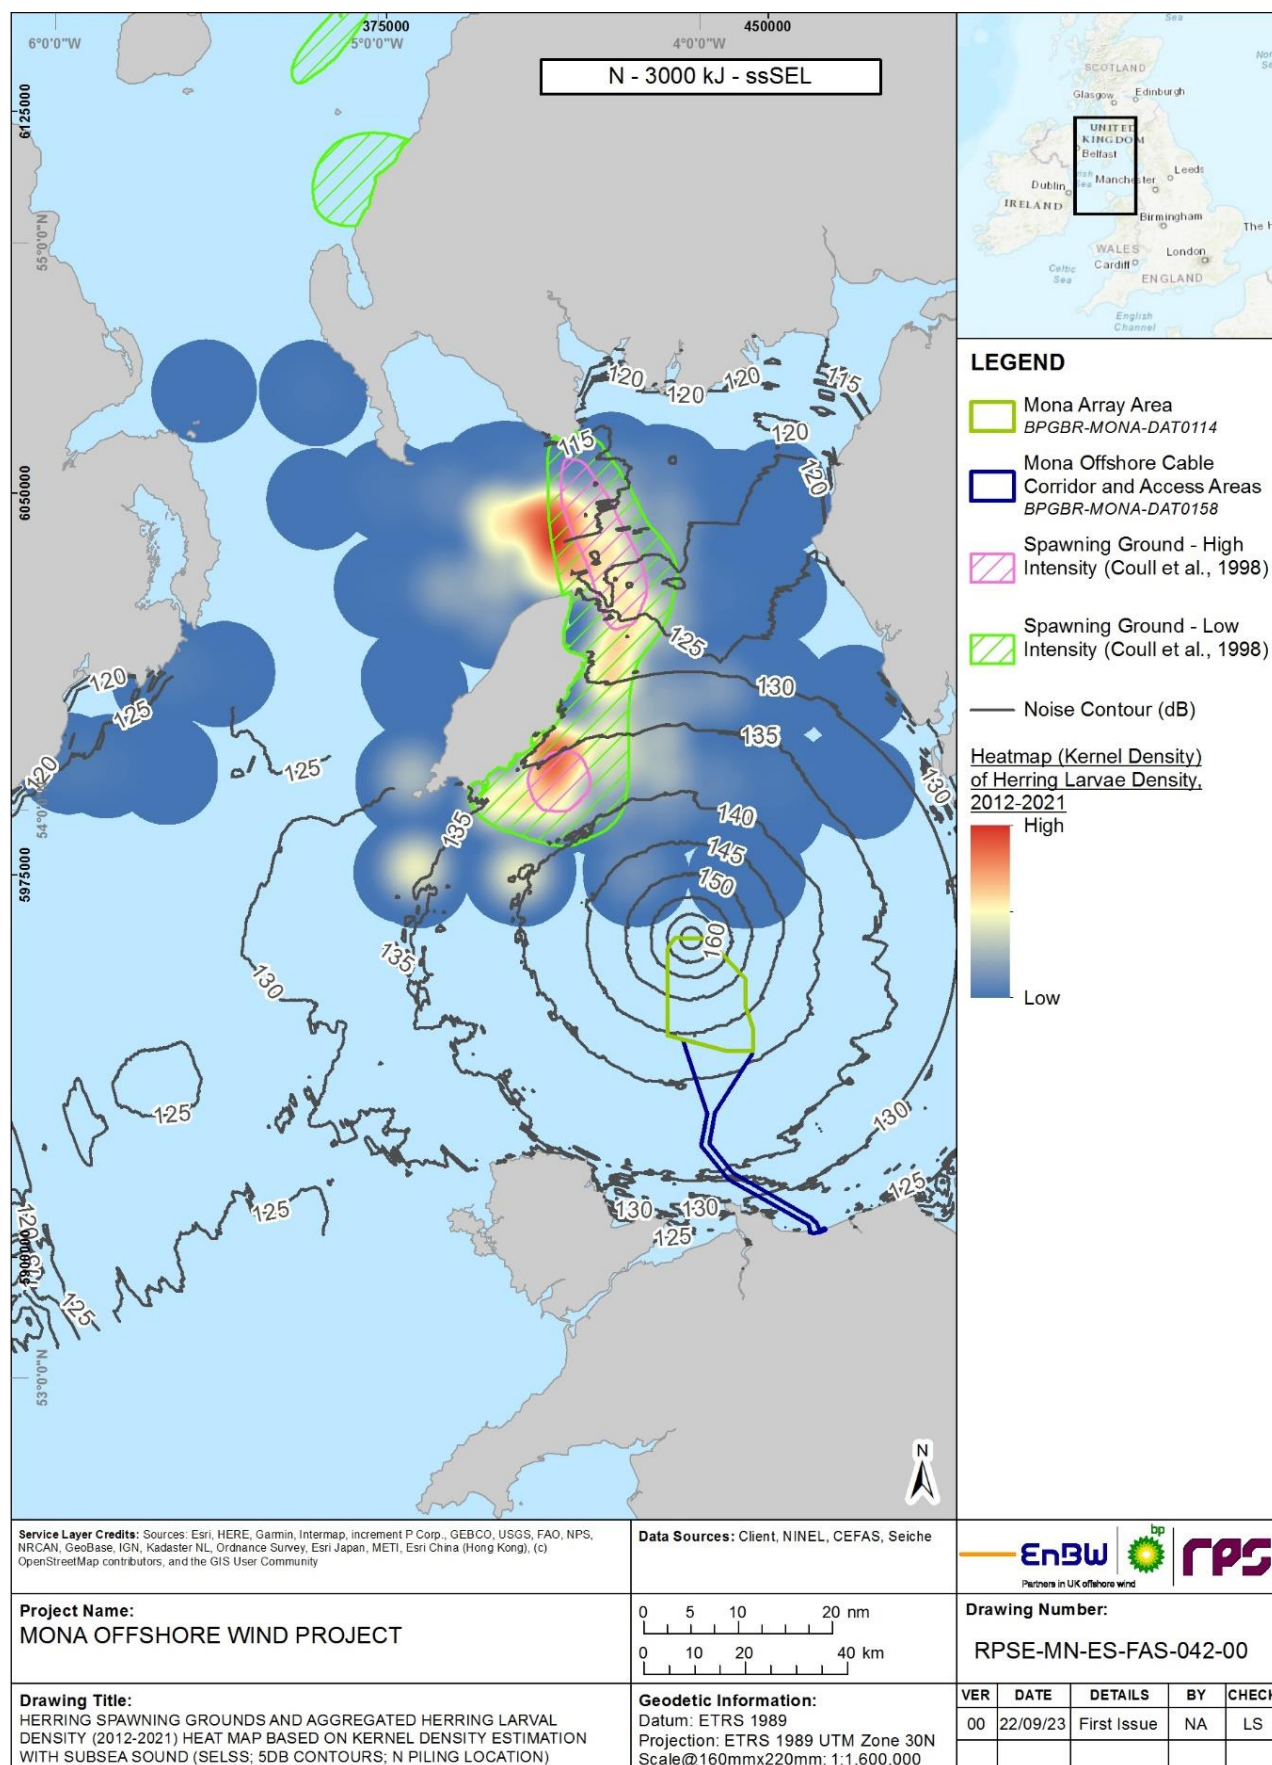 375000
450000
6°0'0"W
5°0'0"W
4°0'0"W
N - 3000 kJ - ssSEL
6125000
55°0'0"N
6050000
54°0'0"N
5975000
5900000
53°0'0"N
120
120
120
115
120
120
115
125
130
135
140
145
150
160
120
125
120
125
135
135
130
130
125
130
125
130
130
125
125
120
125
N
SCOTLAND
Glasgow
Edinburgh
UNITED
KINGDOM
Belfast
Leeds
Dublin
Manchester
IRELAND
Birmingham
The H
WALES
London
Cardiff
Celtic
Sea
ENGLAND
English
Channel
LEGEND
Mona Array Area
BPGBR-MONA-DAT0114
Mona Offshore Cable
Corridor and Access Areas
BPGBR-MONA-DAT0158
Spawning Ground - High
Intensity (Coull et al., 1998)
Spawning Ground - Low
Intensity (Coull et al., 1998)
Noise Contour (dB)
Heatmap (Kernel Density)
of Herring Larvae Density,
2012-2021
High
Low
Service Layer Credits: Sources: Esri, HERE, Garmin, Intermap, increment P Corp., GEBCO, USGS, FAO, NPS,
NRCAN, GeoBase, IGN, Kadaster NL, Ordnance Survey, Esri Japan, METI, Esri China (Hong Kong), (c)
OpenStreetMap contributors, and the GIS User Community
Data Sources: Client, NINEL, CEFAS, Seiche
EnBW
bp
rps
Partners in UK offshore wind
Project Name:
MONA OFFSHORE WIND PROJECT
0 5 10 20 nm
0 10 20 40 km
Drawing Number:
RPSE-MN-ES-FAS-042-00
Drawing Title:
HERRING SPAWNING GROUNDS AND AGGREGATED HERRING LARVAL
DENSITY (2012-2021) HEAT MAP BASED ON KERNEL DENSITY ESTIMATION
WITH SUBSEA SOUND (SELSS; 5DB CONTOURS; N PILING LOCATION)
Geodetic Information:
Datum: ETRS 1989
Projection: ETRS 1989 UTM Zone 30N
Scale@160mmx220mm: 1:1,600,000
VER DATE DETAILS BY CHECK
00 22/09/23 First Issue NA LS